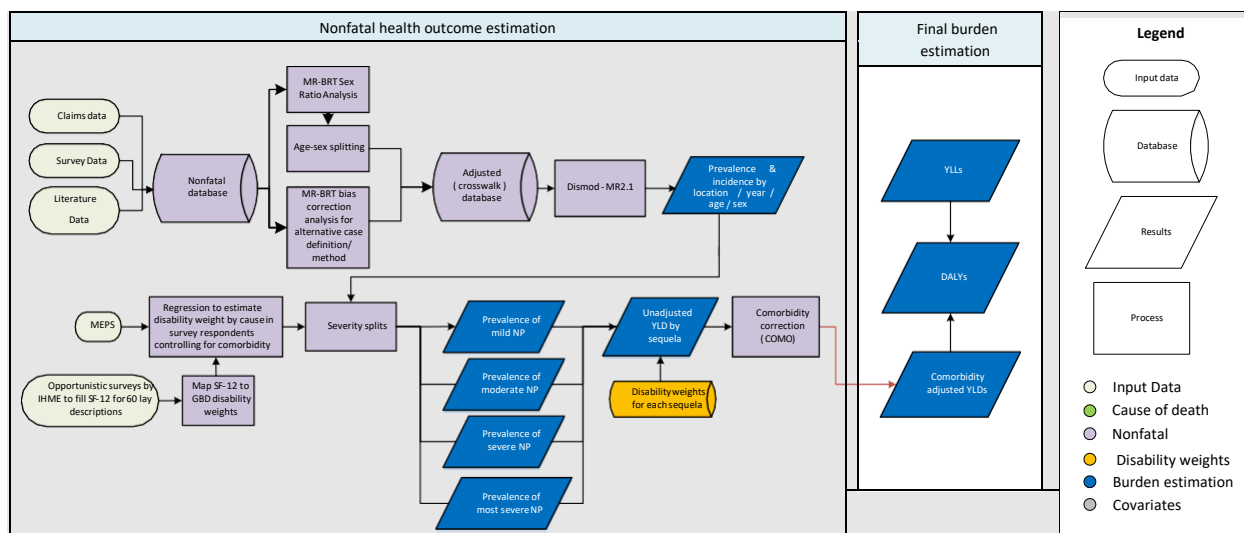 Nonfatal health outcome estimation
Claims data
Survey Data
Literature
Data
Nonfatal
database
MR-BRT Sex
Ratio Analysis
Age-sex splitting
MR-BRT bias
correction
analysis for
alternative case
definition/
method
Adjusted
( crosswalk )
database
Dismod - MR2.1
Prevalence &
incidence by
location / year /
age / sex
MEPS
Regression to estimate
disability weight by cause in
survey respondents
controlling for comorbidity
Opportunistic surveys by
IHME to fill SF-12 for 60 lay
descriptions
Map SF-12 to
GBD disability
weights
Severity splits
Prevalence of
mild NP
Prevalence of
moderate NP
Prevalence of
severe NP
Prevalence of
most severe NP
Unadjusted
YLD by
sequela
Disability weights
for each sequela
Comorbidity
correction
(COMO)
Final burden
estimation
YLLs
DALYs
Comorbidity
adjusted YLDs
Legend
Input data
Database
Results
Process
Input Data
Cause of death
Nonfatal
Disability weights
Burden estimation
Covariates